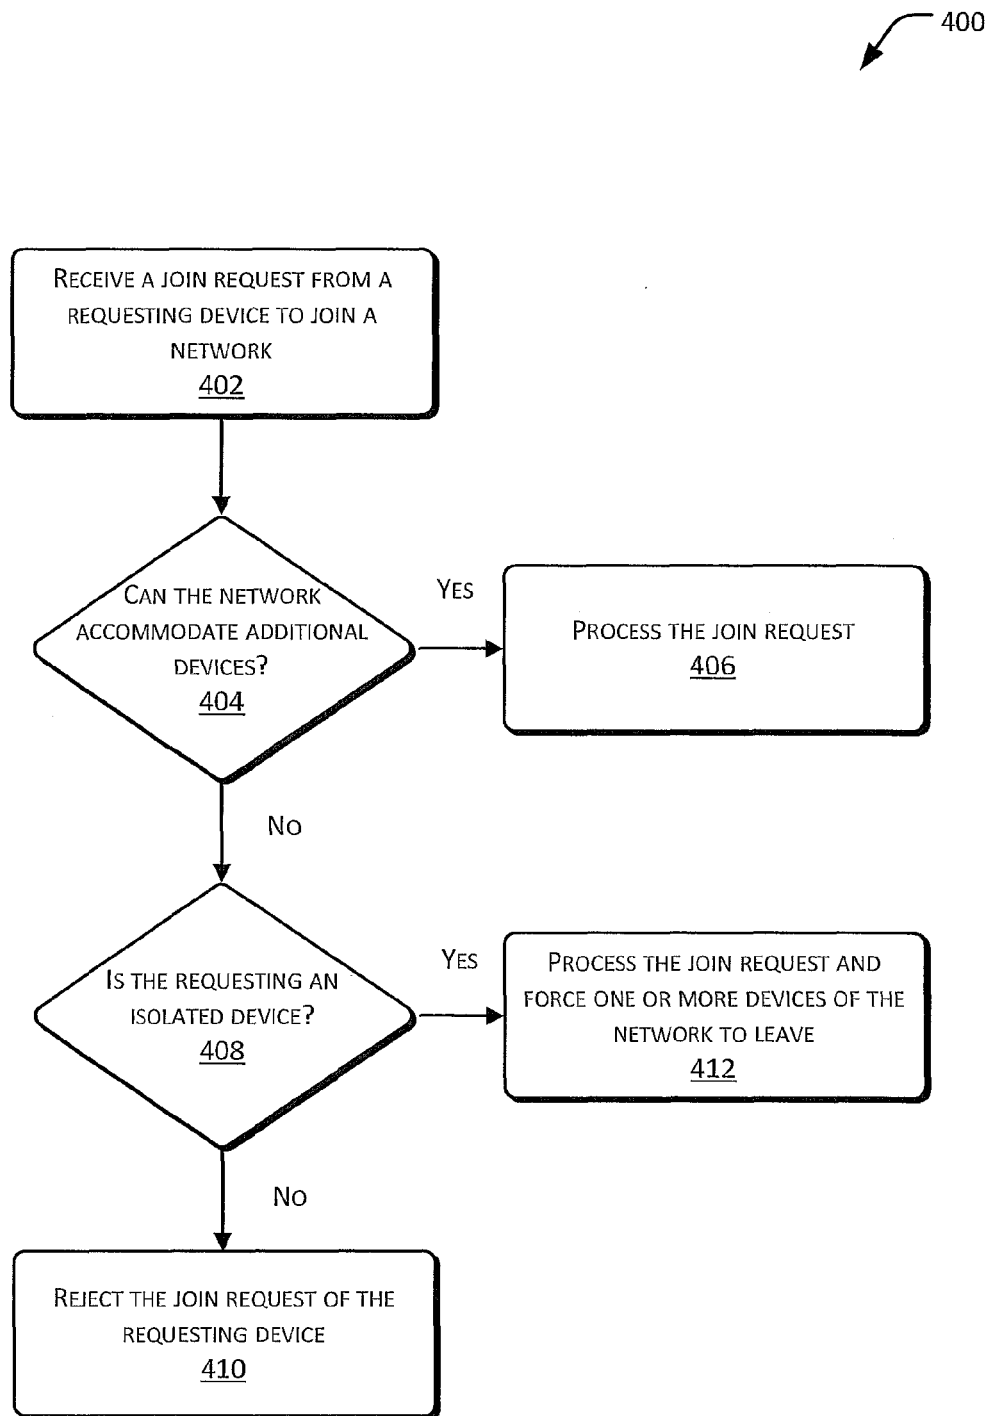 400
RECEIVE A JOIN REQUEST FROM A
REQUESTING DEVICE TO JOIN A
NETWORK
402
CAN THE NETWORK
ACCOMMODATE ADDITIONAL
DEVICES?
404
YES
PROCESS THE JOIN REQUEST
406
NO
IS THE REQUESTING AN
ISOLATED DEVICE?
408
YES
PROCESS THE JOIN REQUEST AND
FORCE ONE OR MORE DEVICES OF THE
NETWORK TO LEAVE
412
NO
REJECT THE JOIN REQUEST OF THE
REQUESTING DEVICE
410